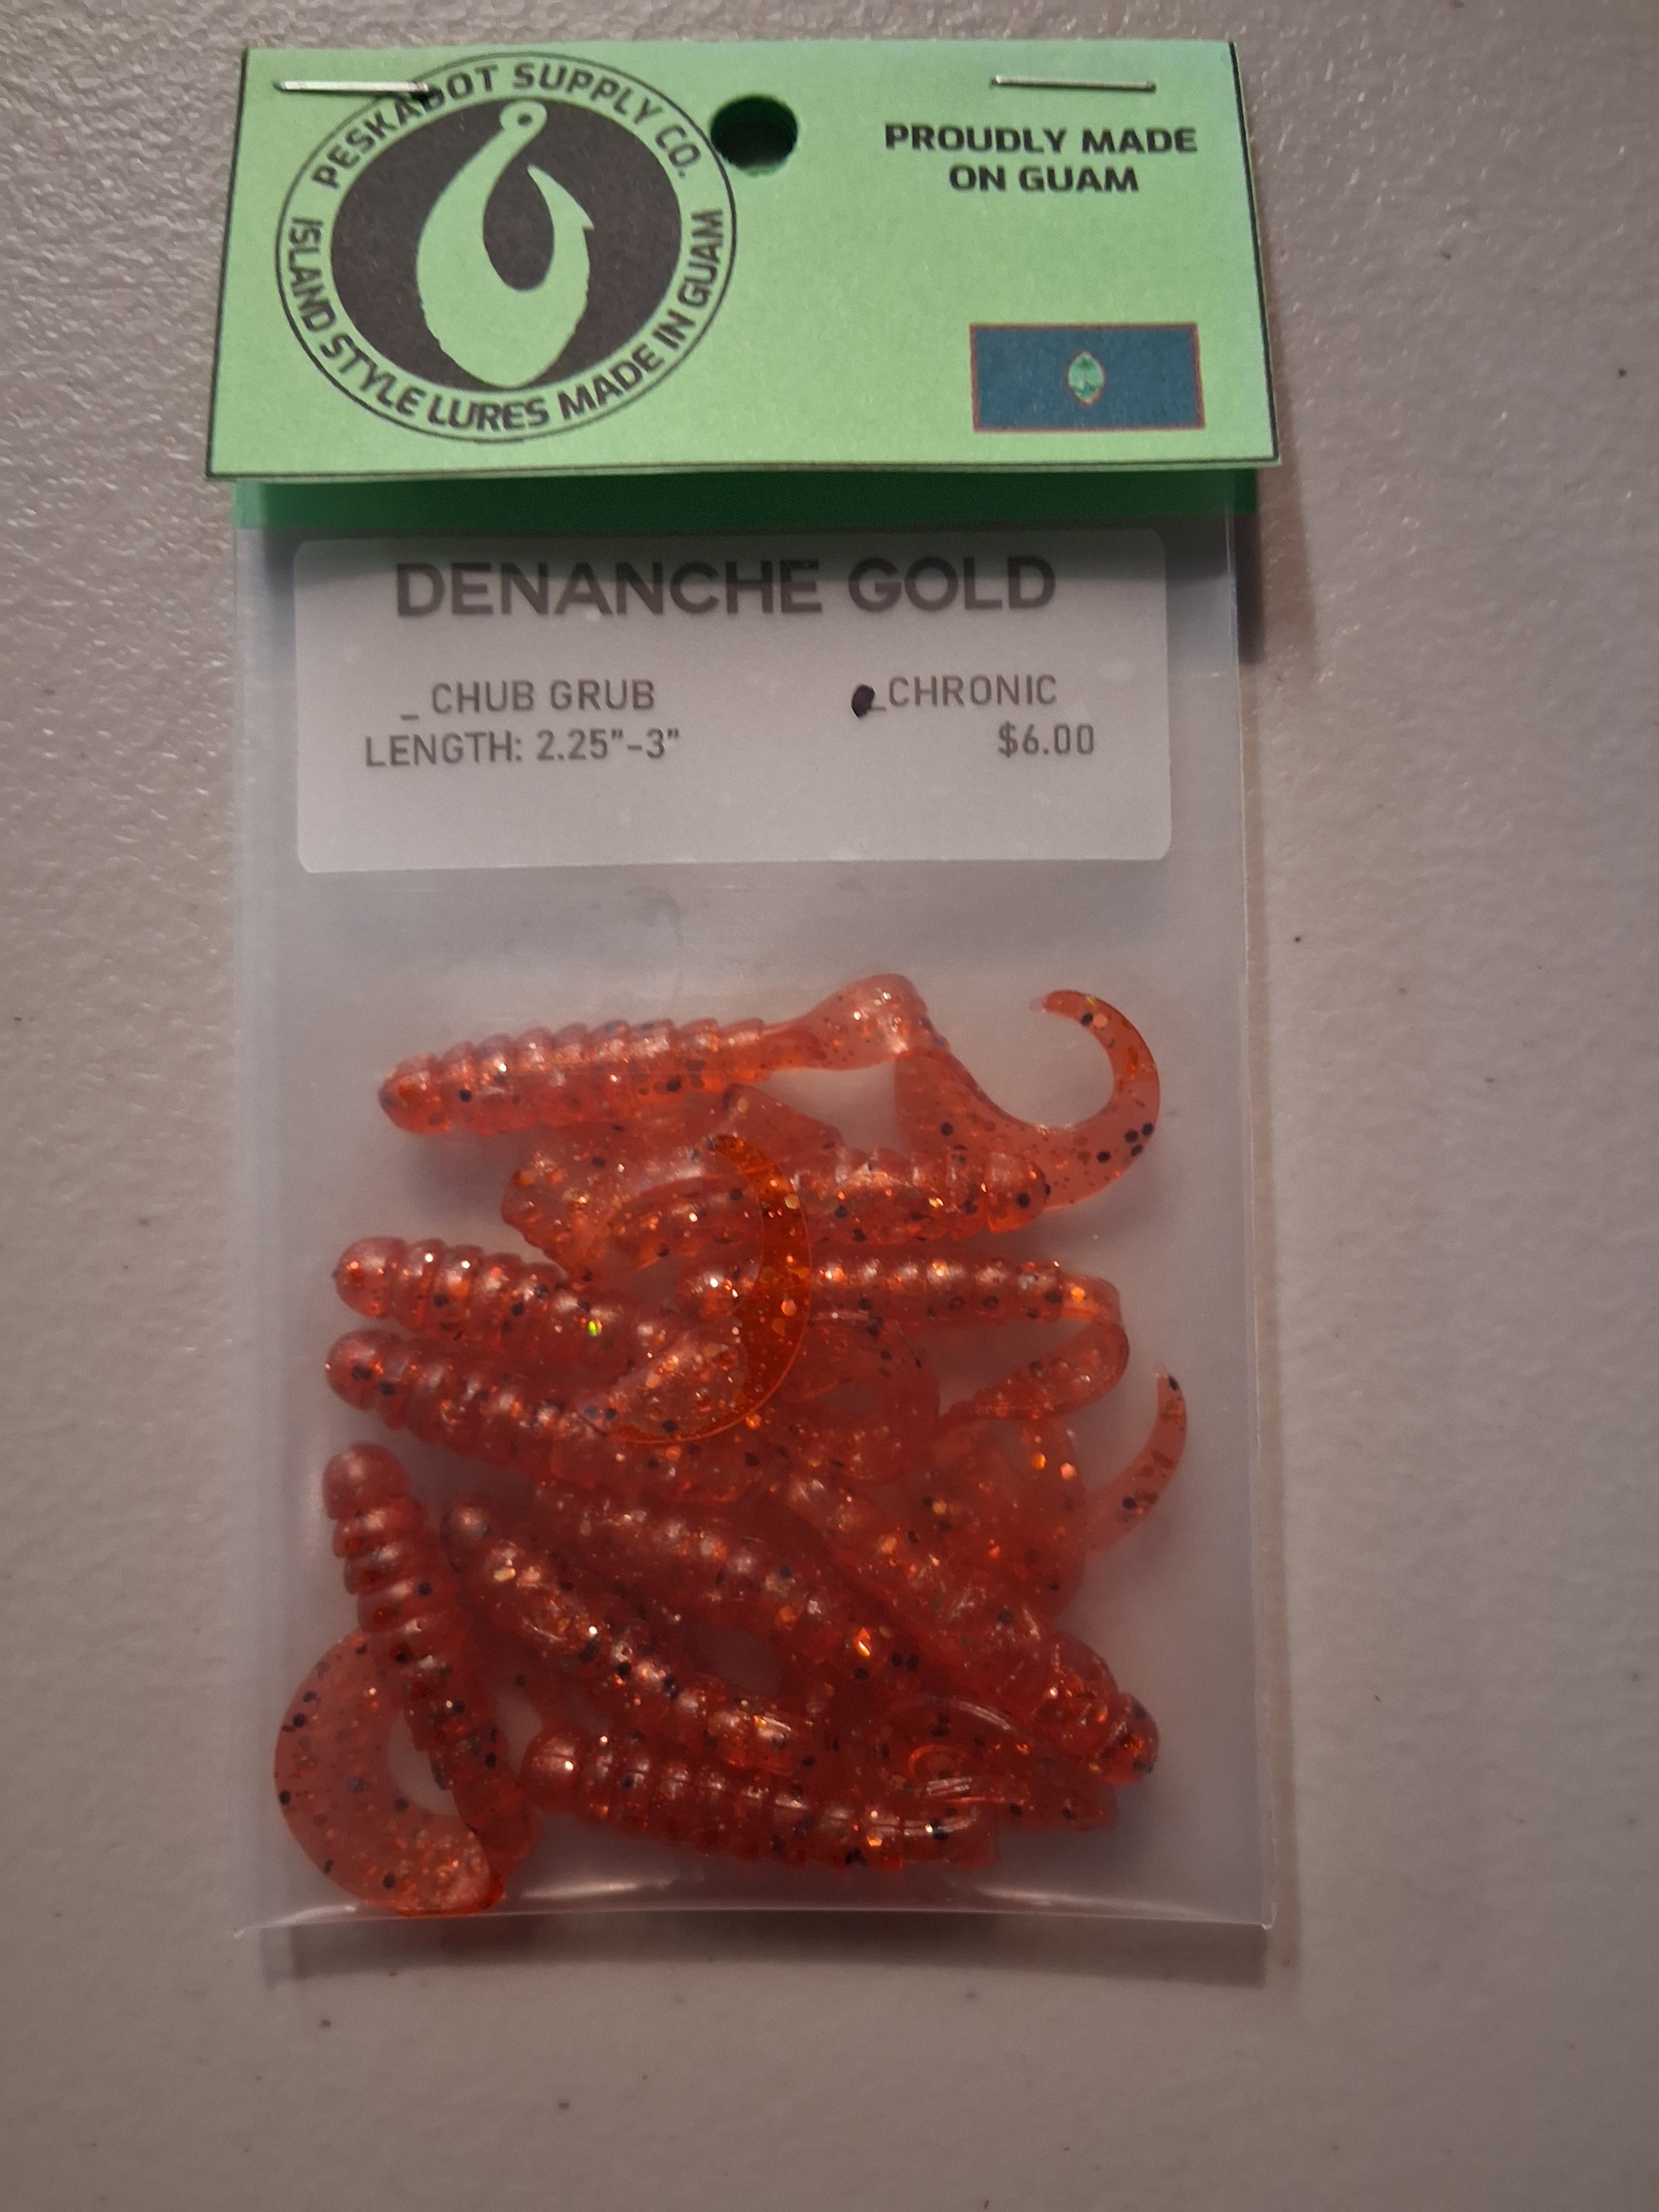 PESKADOT SUPPLY CO.
ISLAND STYLE LURES MADE IN GUAM
PROUDLY MADE
ON GUAM
DENANCHE GOLD
_ CHUB GRUB
_CHRONIC
LENGTH: 2.25"-3"
$6.00